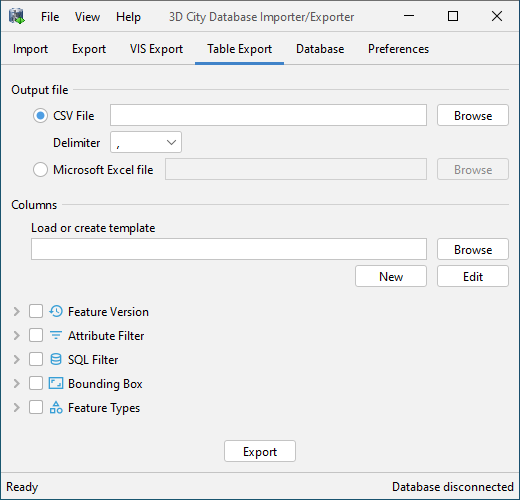 File View Help 3D City Database Importer/Exporter
Import Export VIS Export Table Export Database Preferences
Output file
CSV File Browse
Delimiter ,
Microsoft Excel file Browse
Columns
Load or create template
Browse
New Edit
Feature Version
Attribute Filter
SQL Filter
Bounding Box
Feature Types
Export
Ready Database disconnected